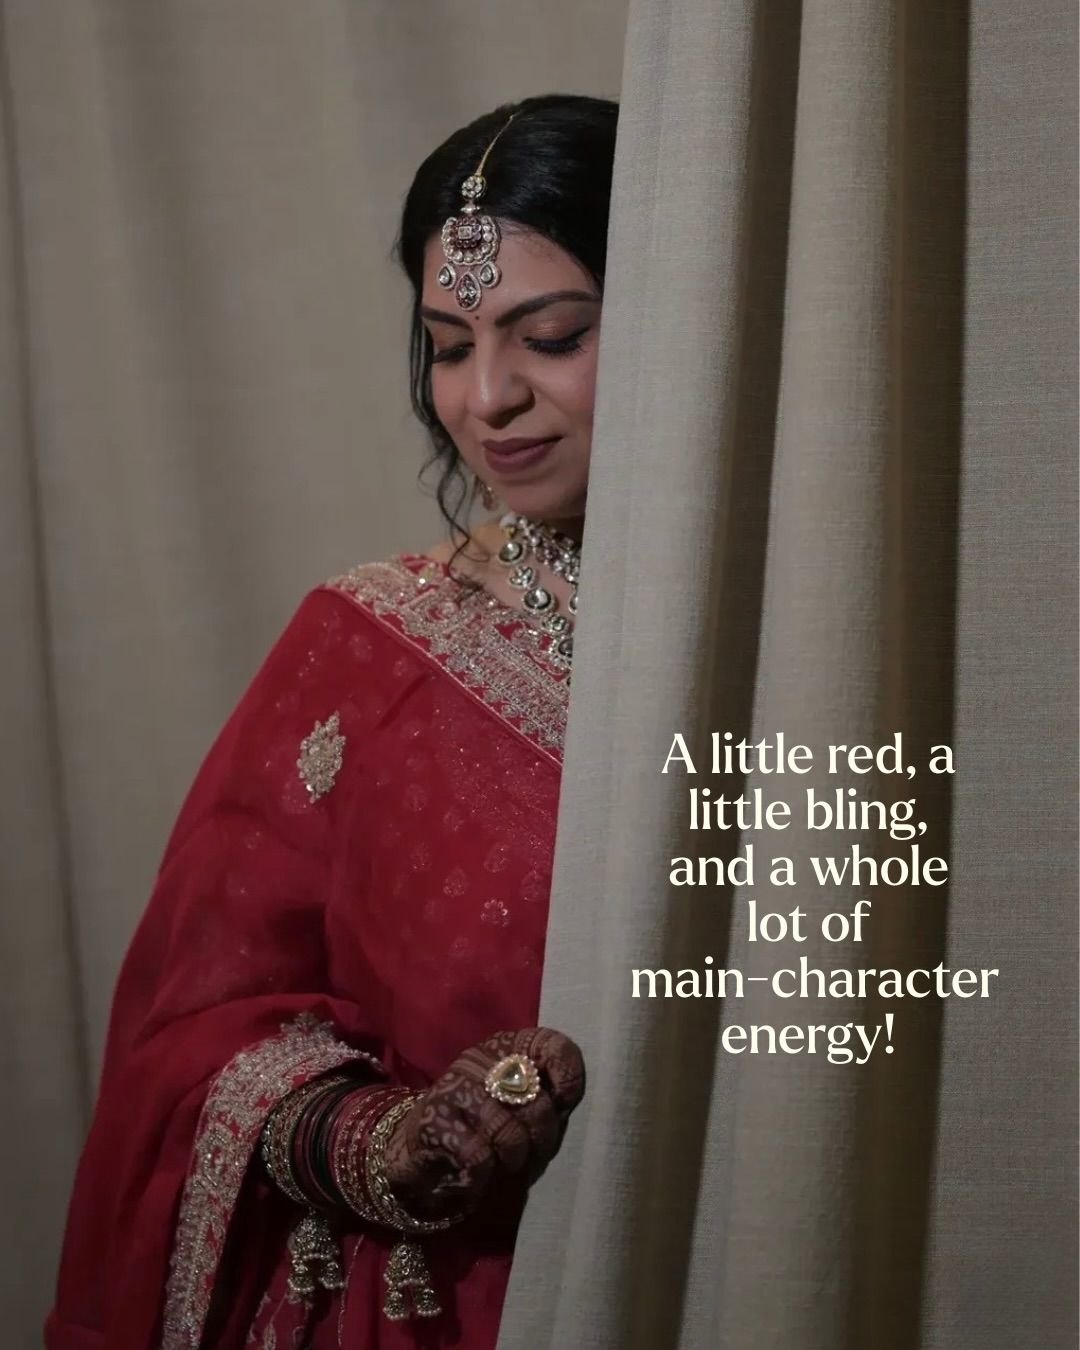 A little red, a
little bling,
and a whole
lot of
main-character
energy!